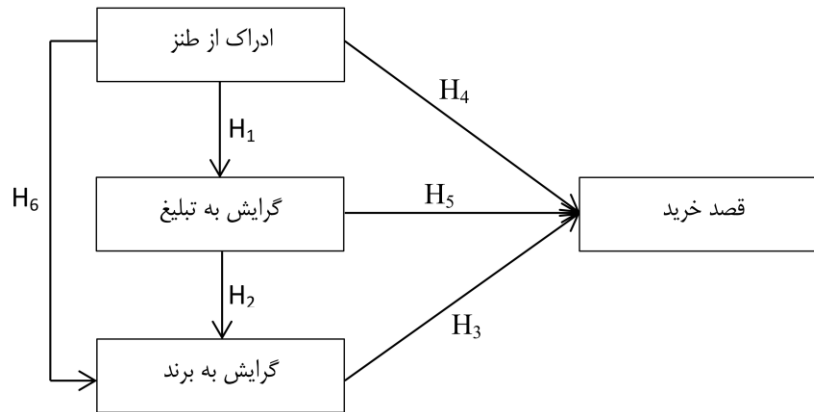 ادراک از طنز
H₄
H₁
H₆
گرایش به تبلیغ
H₅
قصد خرید
H₂
H₃
گرایش به برند